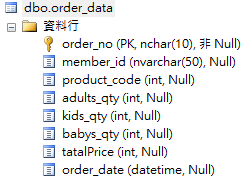 dbo.order_data
資料行
order_no (PK, nchar(10), 非 Null)
member_id (nvarchar(50), Null)
product_code (int, Null)
adults_qty (int, Null)
kids_qty (int, Null)
babys_qty (int, Null)
tatalPrice (int, Null)
order_date (datetime, Null)